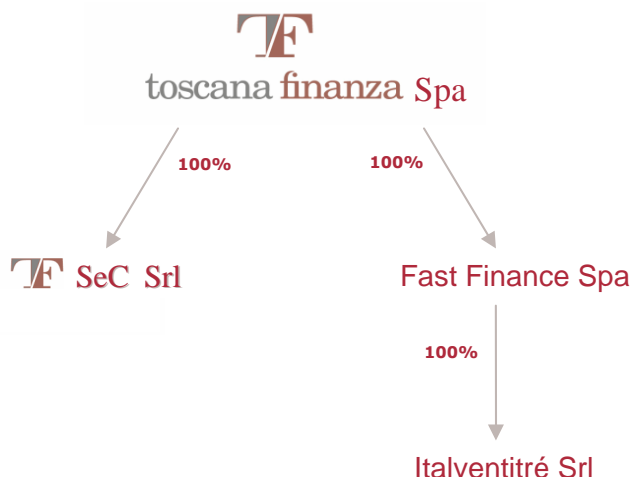 TF
toscana finanza Spa
100%
100%
TF SeC Srl
Fast Finance Spa
100%
Italventitré Srl